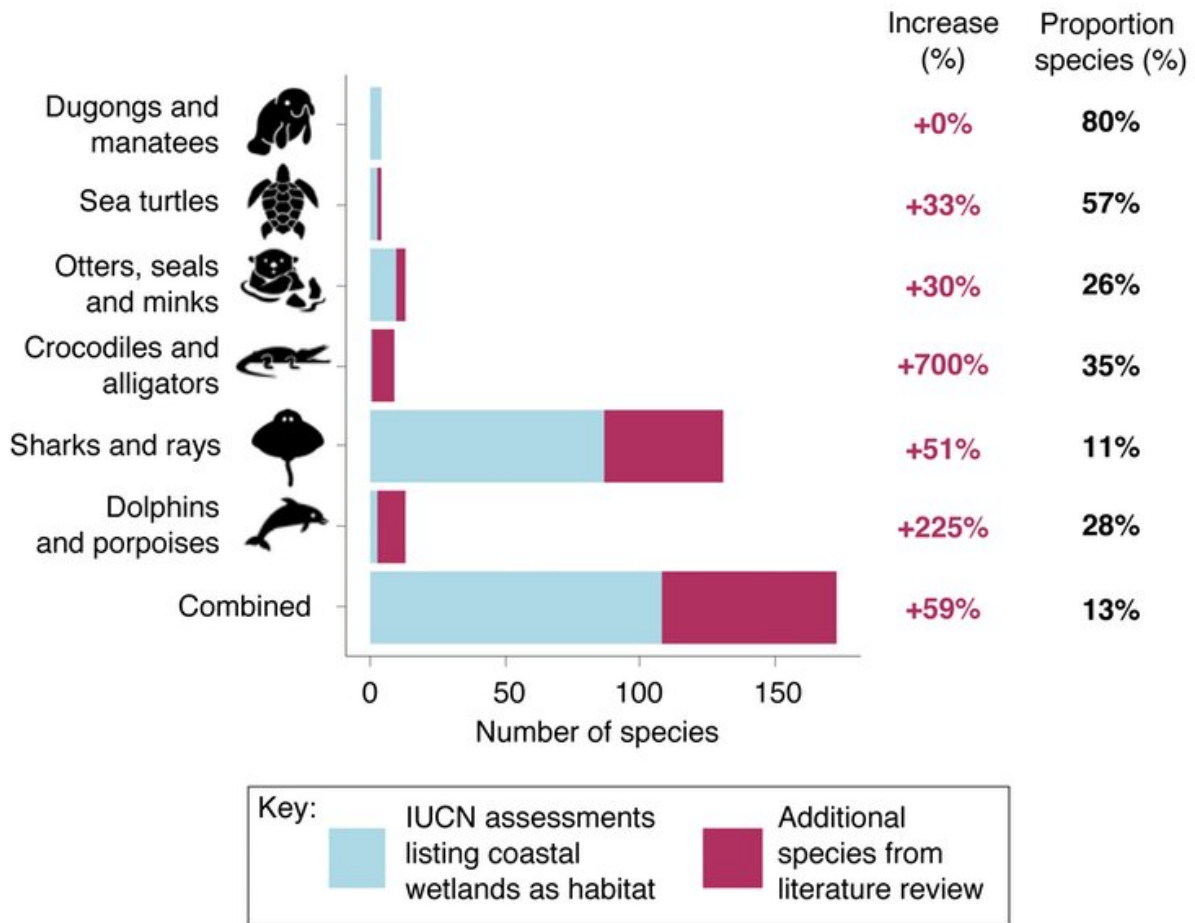 Increase
(%)
Proportion
species (%)
Dugongs and
manatees
+0%
80%
Sea turtles
+33%
57%
Otters, seals
and minks
+30%
26%
Crocodiles and
alligators
+700%
35%
Sharks and rays
+51%
11%
Dolphins
and porpoises
+225%
28%
Combined
+59%
13%
0 50 100 150
Number of species
Key:
IUCN assessments
listing coastal
wetlands as habitat
Additional
species from
literature review